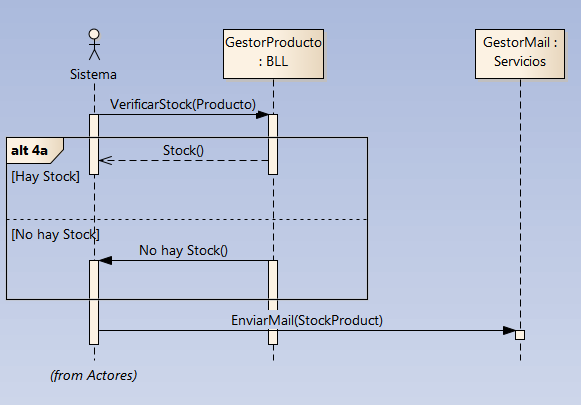 GestorProducto
: BLL
GestorMail :
Servicios
Sistema
VerificarStock(Producto)
alt 4a
Stock()
[Hay Stock]
[No hay Stock]
No hay Stock()
EnviarMail(StockProduct)
(from Actores)